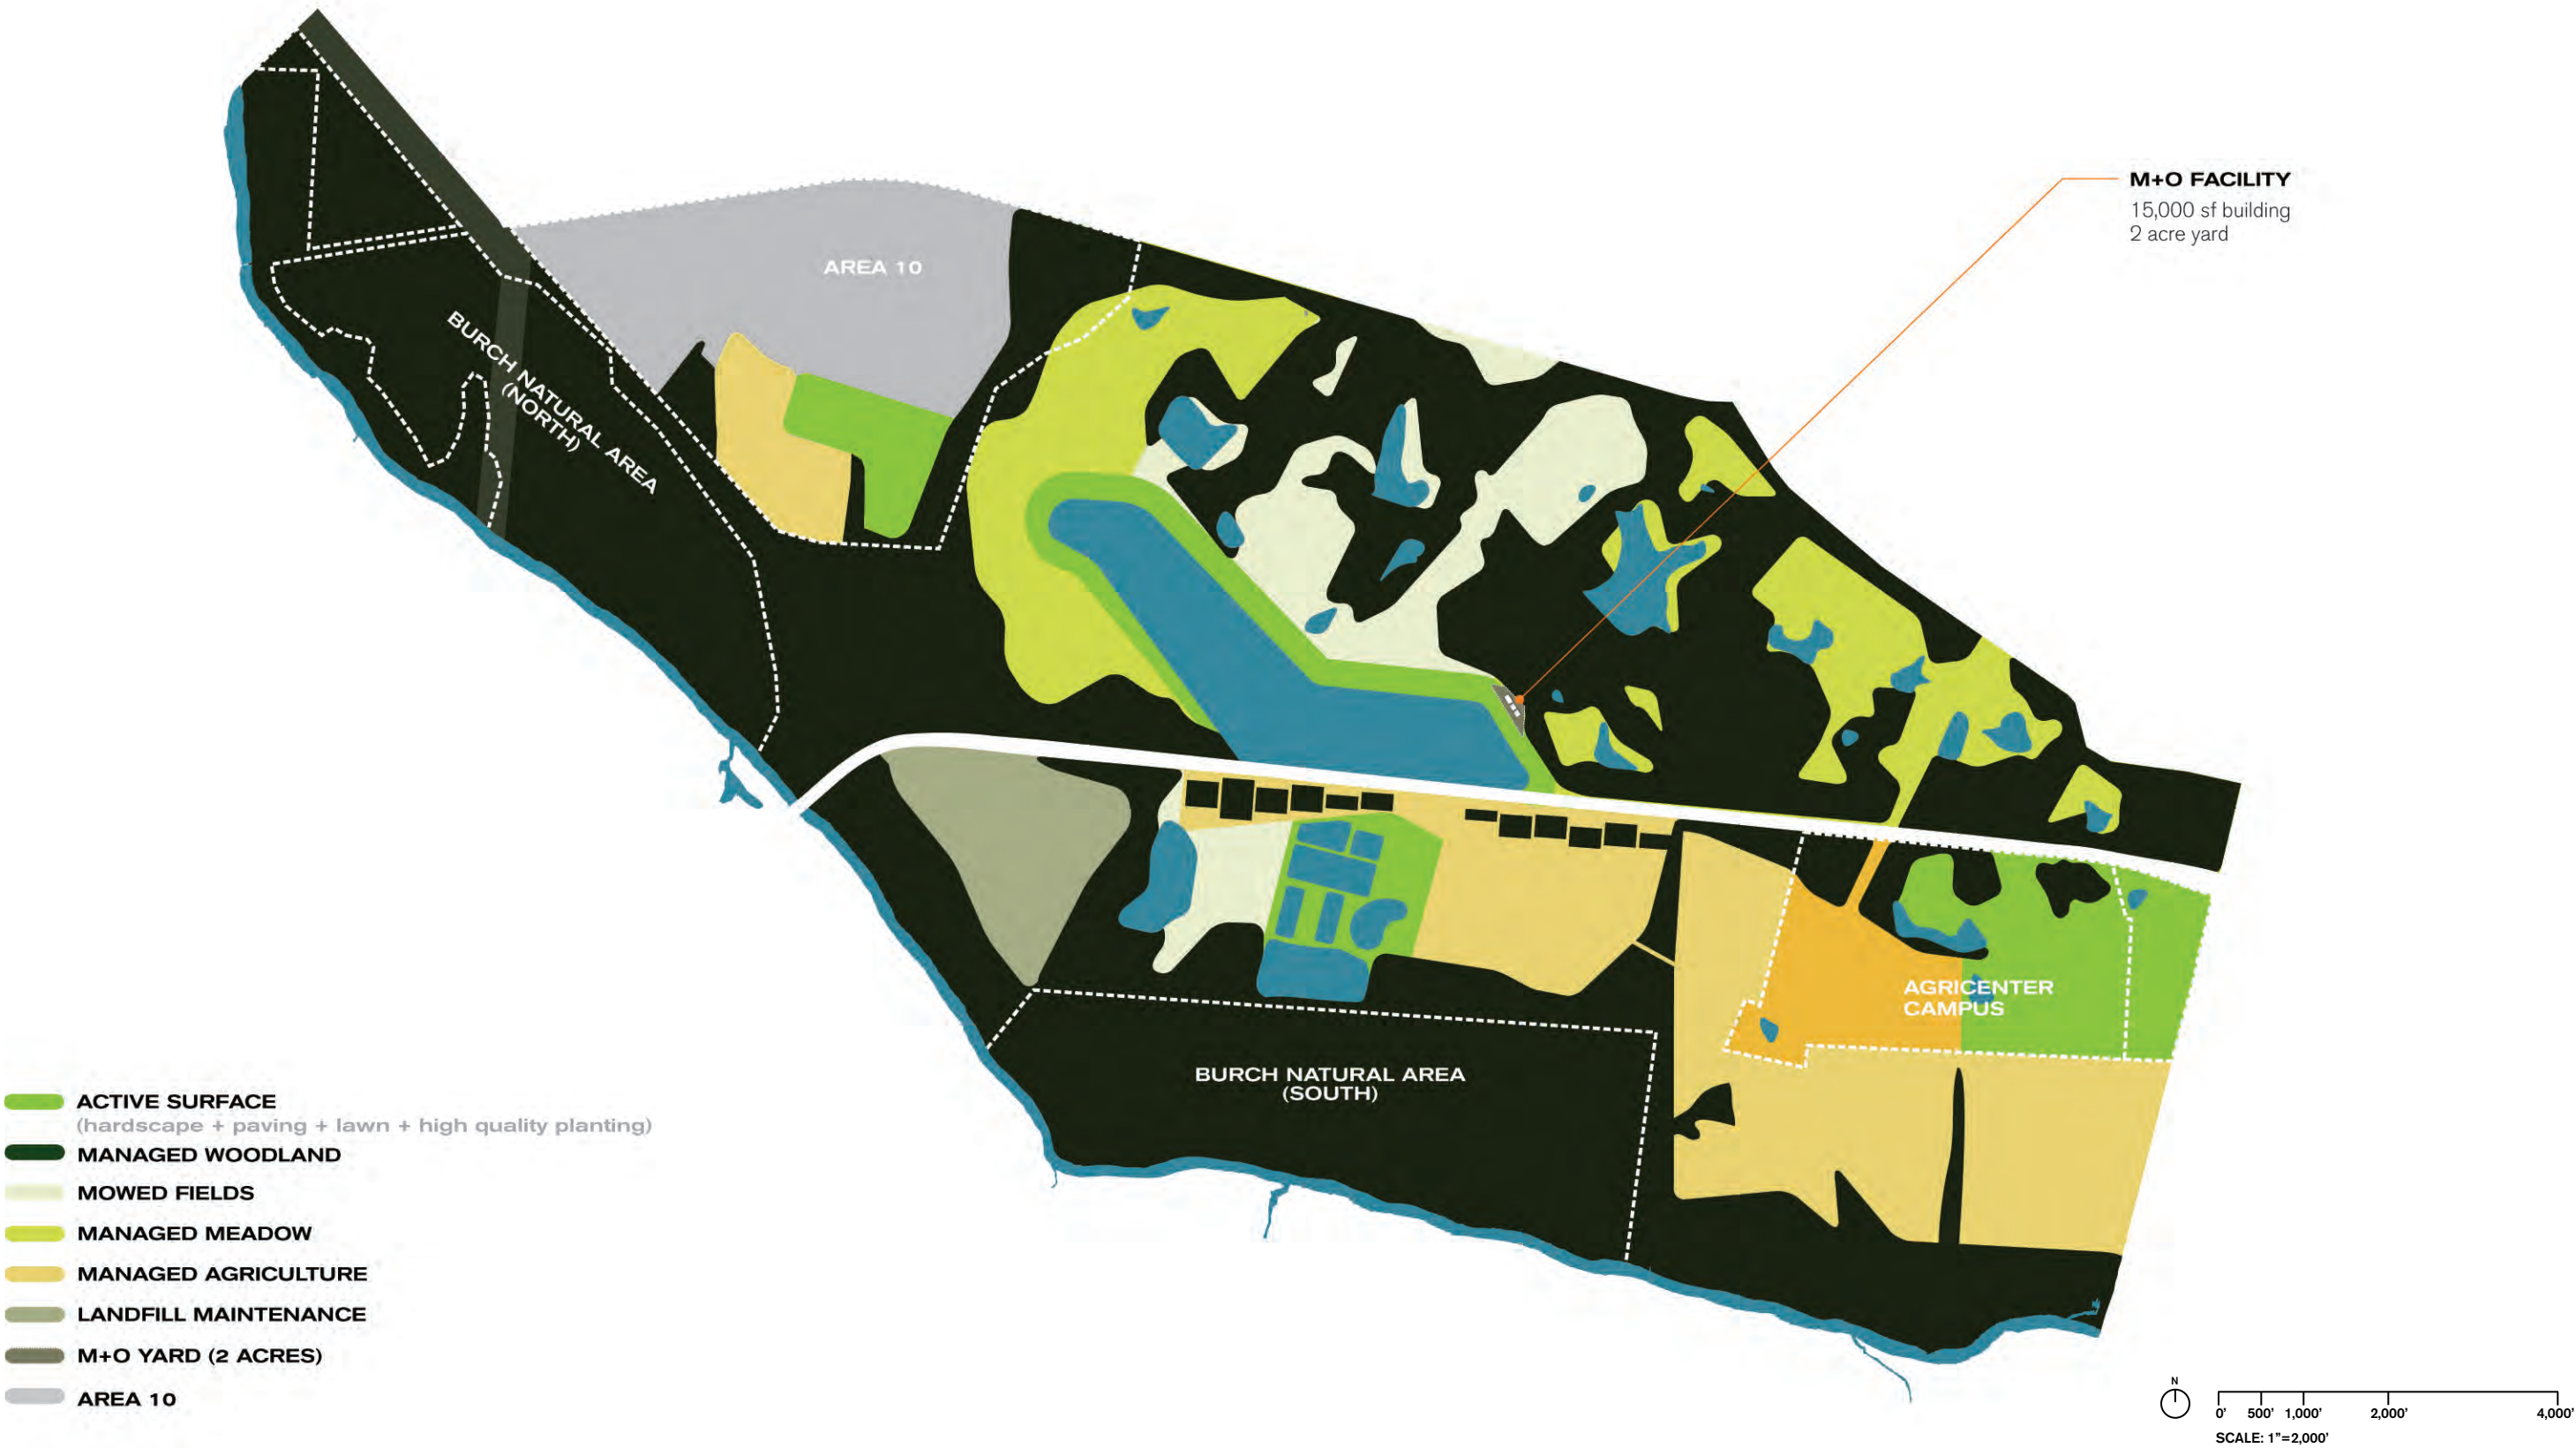 M+O FACILITY
15,000 sf building
2 acre yard
AREA 10
BURCH NATURAL AREA
(NORTH)
AGRICENTER
CAMPUS
BURCH NATURAL AREA
(SOUTH)
ACTIVE SURFACE
(hardscape + paving + lawn + high quality planting)
MANAGED WOODLAND
MOWED FIELDS
MANAGED MEADOW
MANAGED AGRICULTURE
LANDFILL MAINTENANCE
M+O YARD (2 ACRES)
AREA 10
N
0' 500' 1,000' 2,000' 4,000'
SCALE: 1"=2,000'